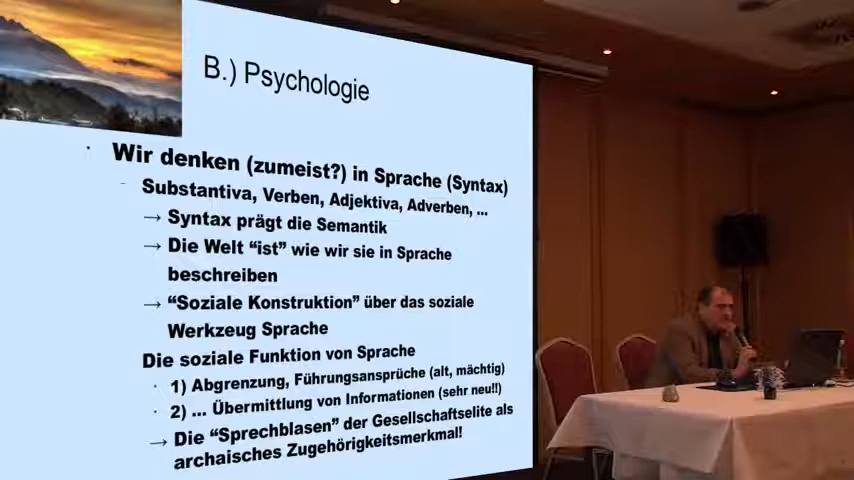 B.) Psychologie
Wir denken (zumeist?) in Sprache (Syntax)
Substantiva, Verben, Adjektiva, Adverben, ...
→ Syntax prägt die Semantik
→ Die Welt “ist” wie wir sie in Sprache
beschreiben
→ “Soziale Konstruktion” über das soziale
Werkzeug Sprache
Die soziale Funktion von Sprache
1) Abgrenzung, Führungsansprüche (alt, mächtig)
2) ... Übermittlung von Informationen (sehr neu!!)
→ Die “Sprechblasen” der Gesellschaftselite als
archaisches Zugehörigkeitsmerkmal!